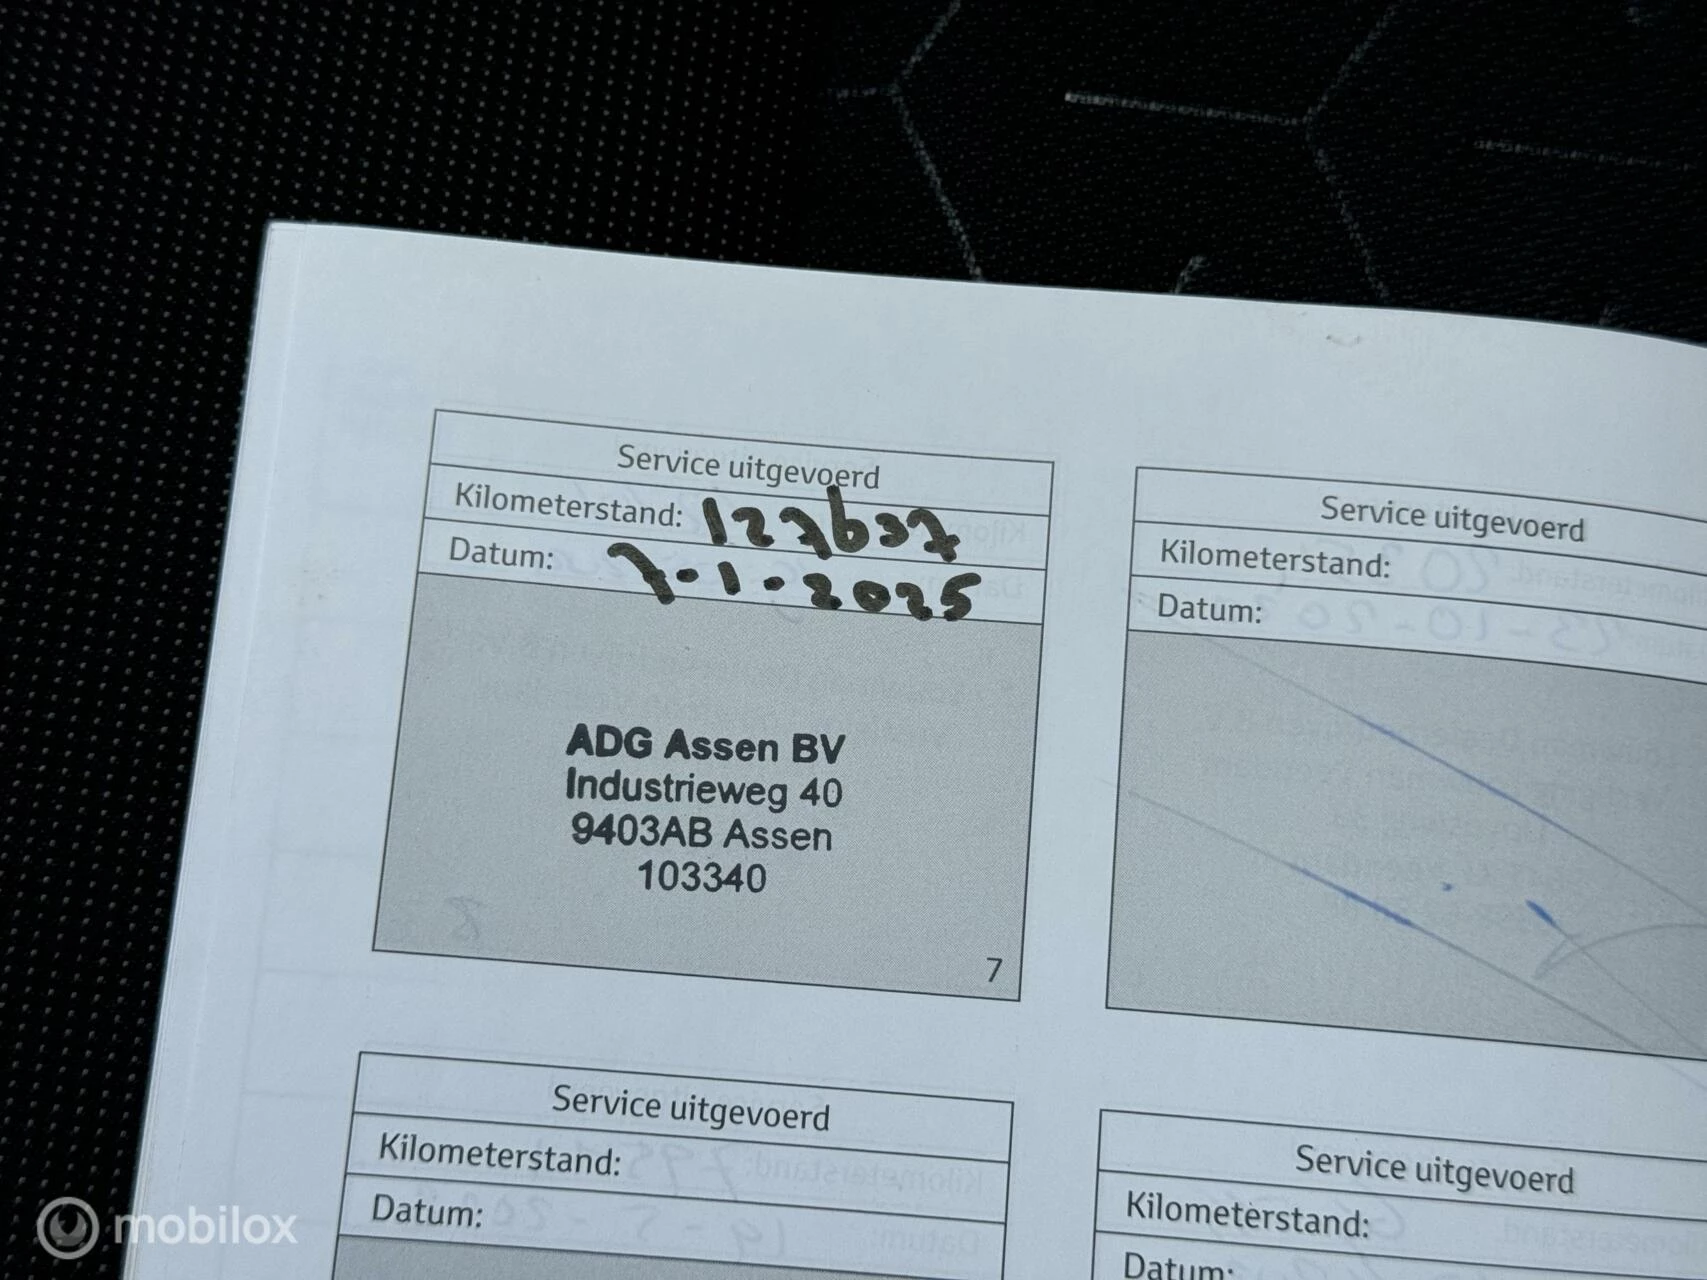 Service uitgevoerd
Kilometerstand: 127637
Datum: 7-1-2025
ADG Assen BV
Industrieweg 40
9403AB Assen
103340
7
Service uitgevoerd
Kilometerstand:
Datum:
Service uitgevoerd
Kilometerstand:
Datum:
Service uitgevoerd
Kilometerstand:
Datum:
mobilox